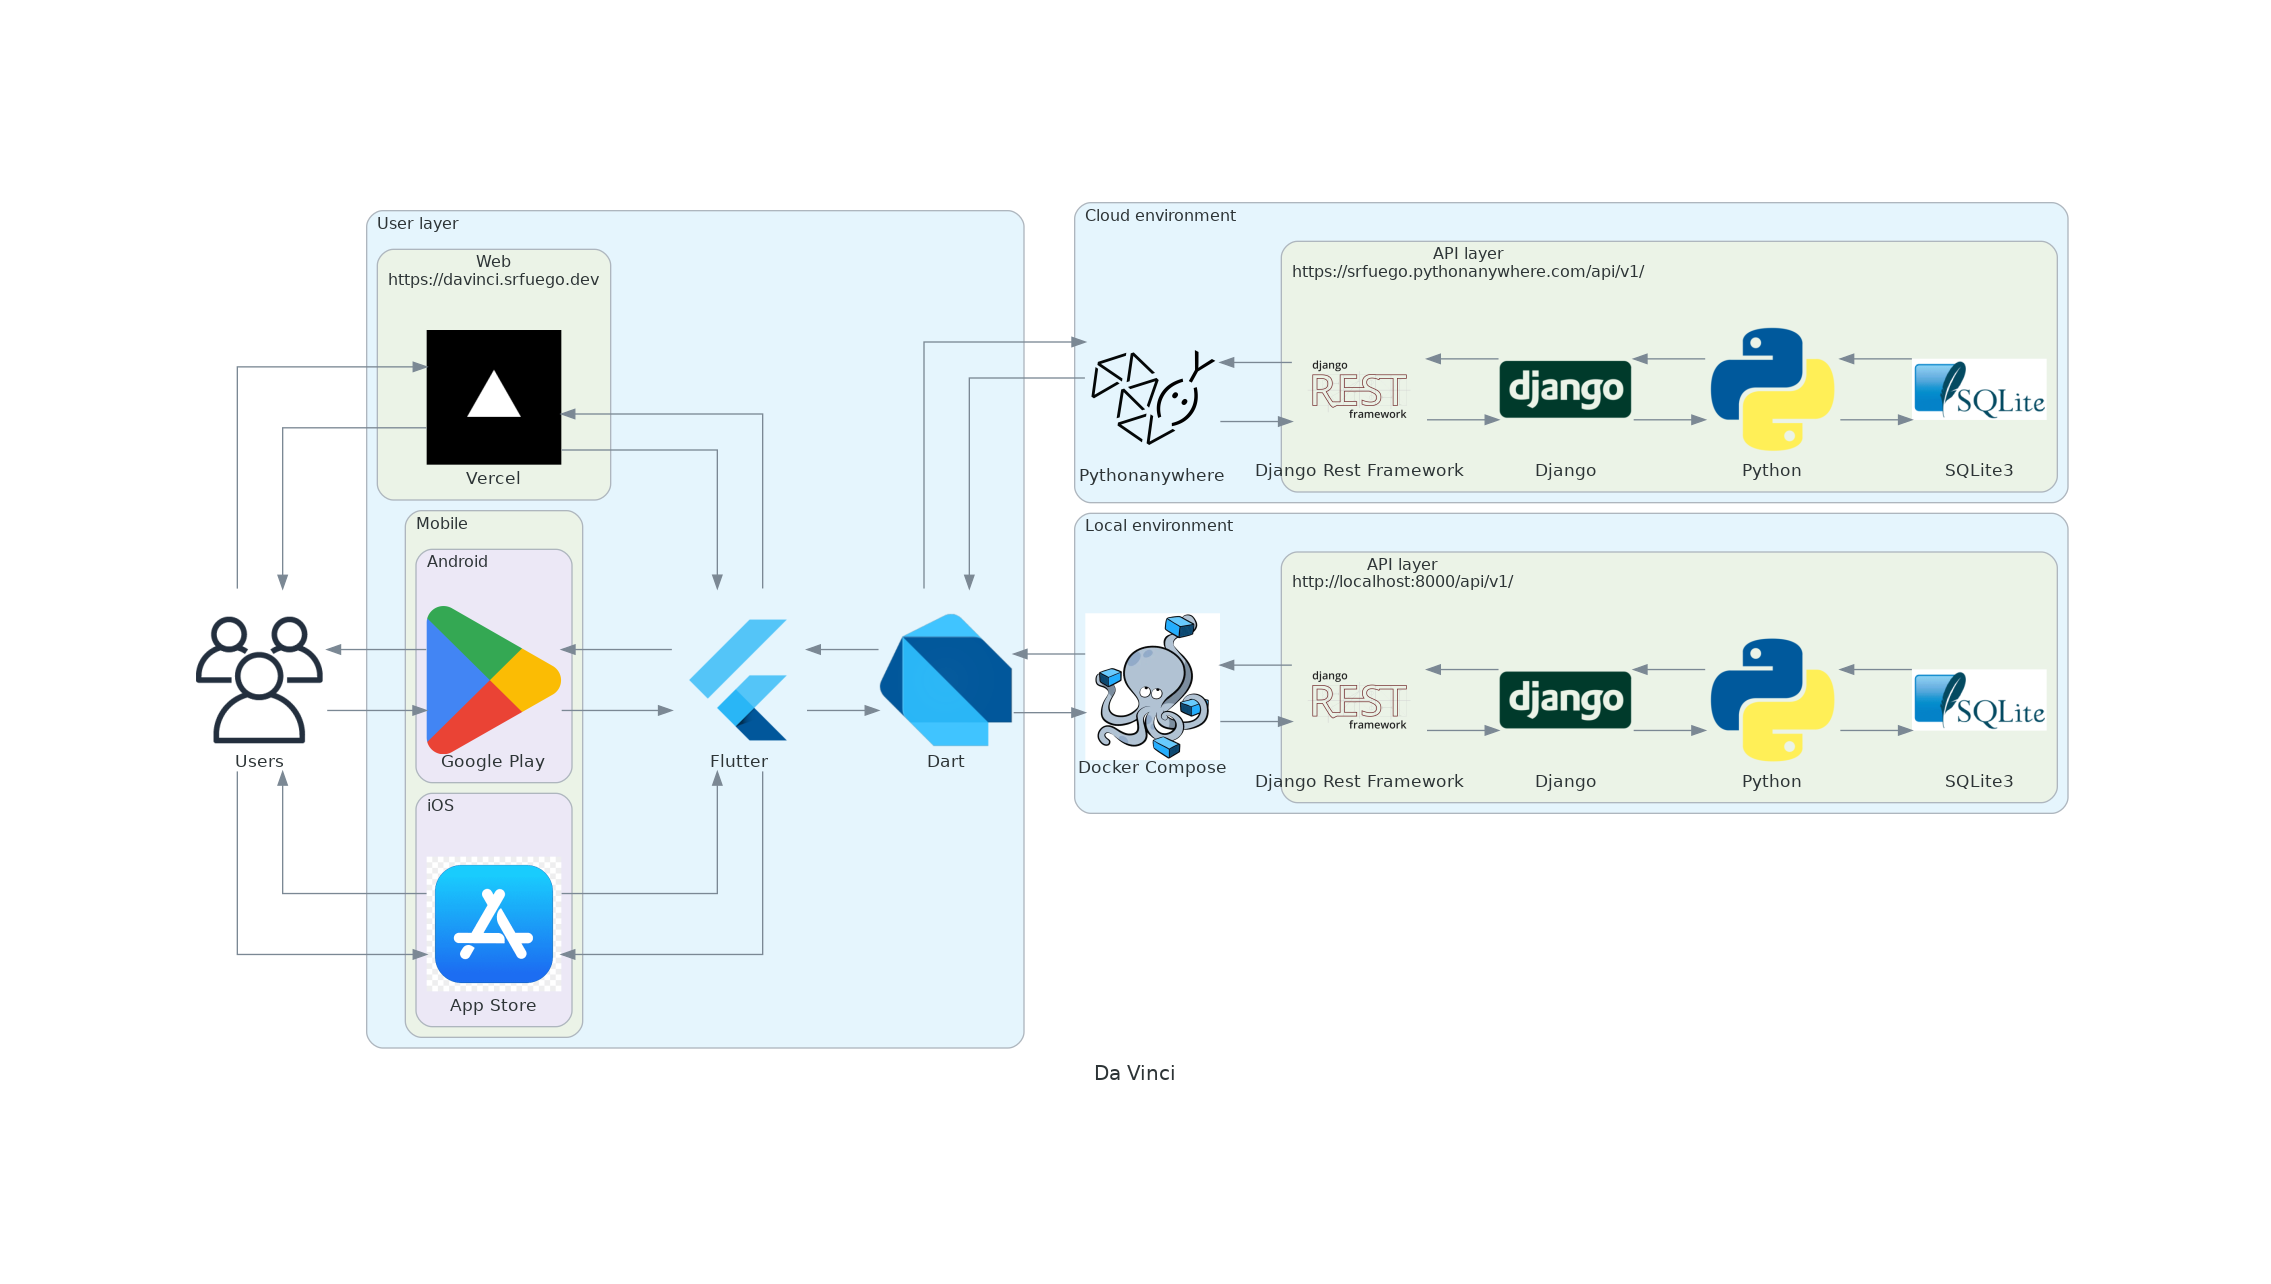 User layer
Web
https://davinci.srfuego.dev
Vercel
Mobile
Android
Google Play
iOS
App Store
Users
Flutter
Dart
Cloud environment
API layer
https://srfuego.pythonanywhere.com/api/v1/
Pythonanywhere
django
REST
framework
Django Rest Framework
django
Django
Python
SQLite
SQLite3
Local environment
API layer
http://localhost:8000/api/v1/
Docker Compose
django
REST
framework
Django Rest Framework
django
Django
Python
SQLite
SQLite3
Da Vinci